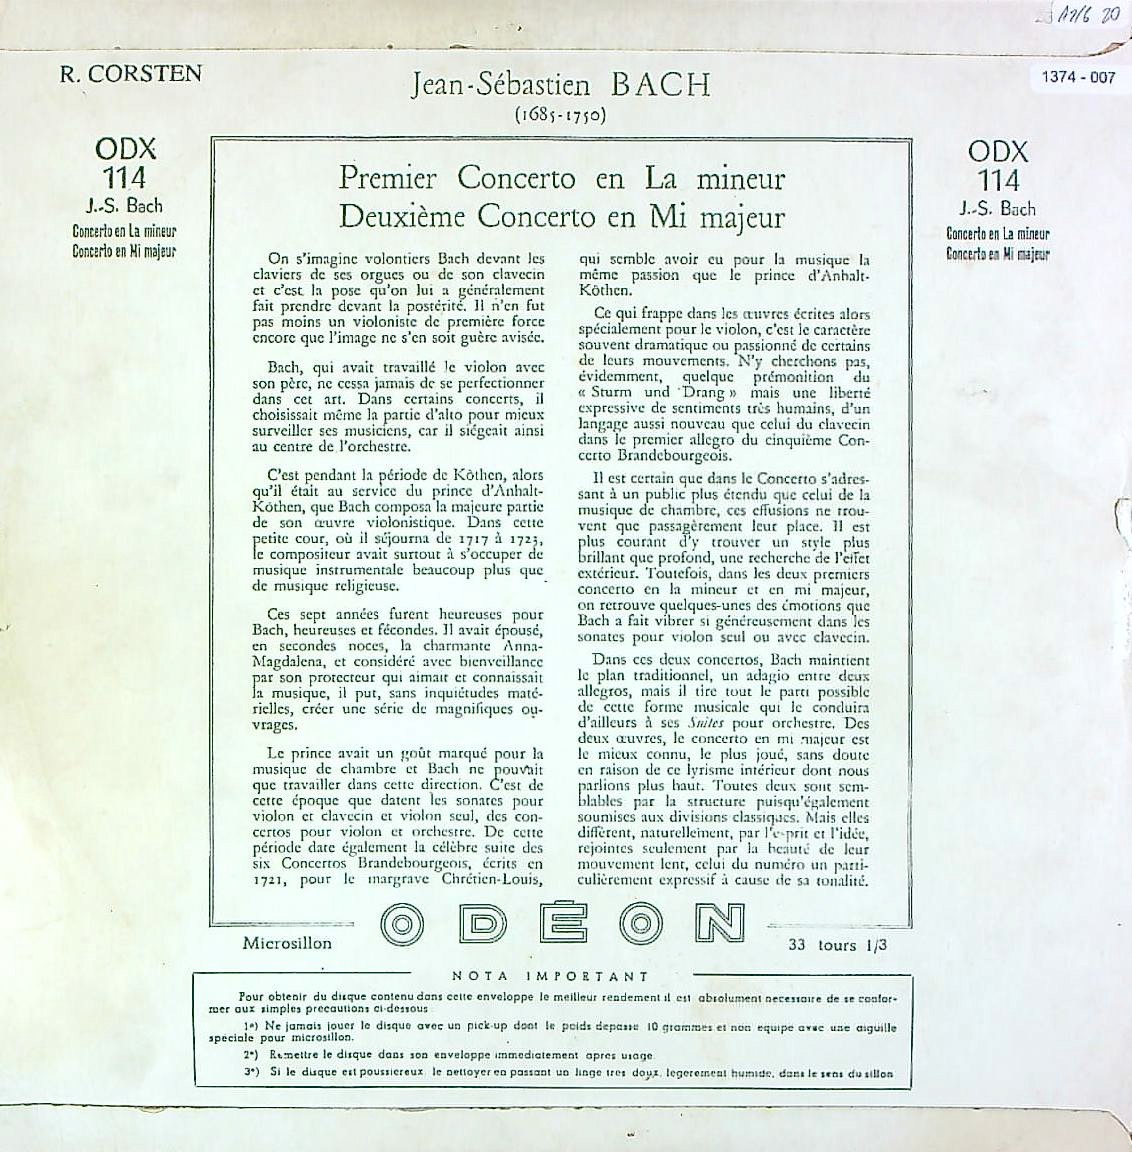 A2/6 20
R. CORSTEN
Jean-Sébastien BACH
(1685-1750)
1374 - 007
ODX
114
J.-S. Bach
Concerto en La mineur
Concerto en Mi majeur
ODX
114
J.-S. Bach
Concerto en La mineur
Concerto en Mi majeur
Premier Concerto en La mineur
Deuxième Concerto en Mi majeur
On s'imagine volontiers Bach devant les
claviers de ses orgues ou de son clavecin
et c'est la pose qu'on lui a généralement
fait prendre devant la postérité. Il n'en fut
pas moins un violoniste de première force
encore que l'image ne s'en soit guère avisée.
Bach, qui avait travaillé le violon avec
son père, ne cessa jamais de se perfectionner
dans cet art. Dans certains concerts, il
choisissait même la partie d'alto pour mieux
surveiller ses musiciens, car il siégeait ainsi
au centre de l'orchestre.
C'est pendant la période de Kôthen, alors
qu'il était au service du prince d'Anhalt-
Kôthen, que Bach composa la majeure partie
de son œuvre violonistique. Dans cette
petite cour, où il séjourna de 1717 à 1723,
le compositeur avait surtout à s'occuper de
musique instrumentale beaucoup plus que
de musique religieuse.
Ces sept années furent heureuses pour
Bach, heureuses et fécondes. Il avait épousé,
en secondes noces, la charmante Anna-
Magdalena, et considéré avec bienveillance
par son protecteur qui aimait et connaissait
la musique, il put, sans inquiétudes maté-
rielles, créer une série de magnifiques ou-
vrages.
Le prince avait un goût marqué pour la
musique de chambre et Bach ne pouvait
que travailler dans cette direction. C'est de
cette époque que datent les sonates pour
violon et clavecin et violon seul, des con-
certos pour violon et orchestre. De cette
période date également la célèbre suite des
six Concertos Brandebourgeois, écrits en
1721, pour le margrave Chrétien-Louis,
qui semble avoir eu pour la musique la
même passion que le prince d'Anhalt-
Kôthen.
Ce qui frappe dans les œuvres écrites alors
spécialement pour le violon, c'est le caractère
souvent dramatique ou passionné de certains
de leurs mouvements. N'y cherchons pas,
évidemment, quelque prémonition du
« Sturm und Drang » mais une liberté
expressive de sentiments très humains, d'un
langage aussi nouveau que celui du clavecin
dans le premier allegro du cinquième Con-
certo Brandebourgeois.
Il est certain que dans le Concerto s'adres-
sant à un public plus étendu que celui de la
musique de chambre, ces effusions ne trou-
vent que passagèrement leur place. Il est
plus courant d'y trouver un style plus
brillant que profond, une recherche de l'effet
extérieur. Toutefois, dans les deux premiers
concerto en la mineur et en mi majeur,
on retrouve quelques-unes des émotions que
Bach a fait vibrer si généreusement dans les
sonates pour violon seul ou avec clavecin.
Dans ces deux concertos, Bach maintient
le plan traditionnel, un adagio entre deux
allegros, mais il tire tout le parti possible
de cette forme musicale qui le conduira
d'ailleurs à ses Suites pour orchestre. Des
deux œuvres, le concerto en mi majeur est
le mieux connu, le plus joué, sans doute
en raison de ce lyrisme intérieur dont nous
parlions plus haut. Toutes deux sont sem-
blables par la structure puisqu'également
soumises aux divisions classiques. Mais elles
diffèrent, naturellement, par l'esprit et l'idée,
rejointes seulement par la beauté de leur
mouvement lent, celui du numéro un parti-
culièrement expressif à cause de sa tonalité.
ODÉON
Microsillon
33 tours 1/3
NOTA IMPORTANT
Pour obtenir du disque contenu dans cette enveloppe le meilleur rendement il est absolument necessaire de se confor-
mer aux simples precautions ci-dessous
1°) Ne jamais jouer le disque avec un pick-up dont le poids depasse 10 grammes et non equipe avec une aiguille
speciale pour microsillon.
2°) Remettre le disque dans son enveloppe immediatement apres usage
3°) Si le disque est poussiereux, le nettoyer en passant un linge tres doux, legerement humide, dans le sens du sillon